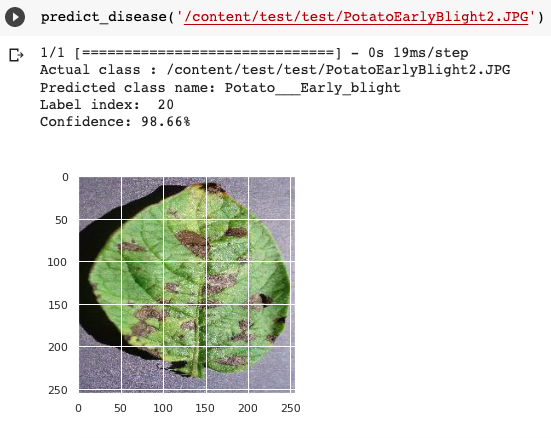 predict_disease('/content/test/test/PotatoEarlyBlight2.JPG')
1/1 [==============================] - 0s 19ms/step
Actual class : /content/test/test/PotatoEarlyBlight2.JPG
Predicted class name: Potato___Early_blight
Label index:  20
Confidence: 98.66%
0
50
100
150
200
250
0 50 100 150 200 250